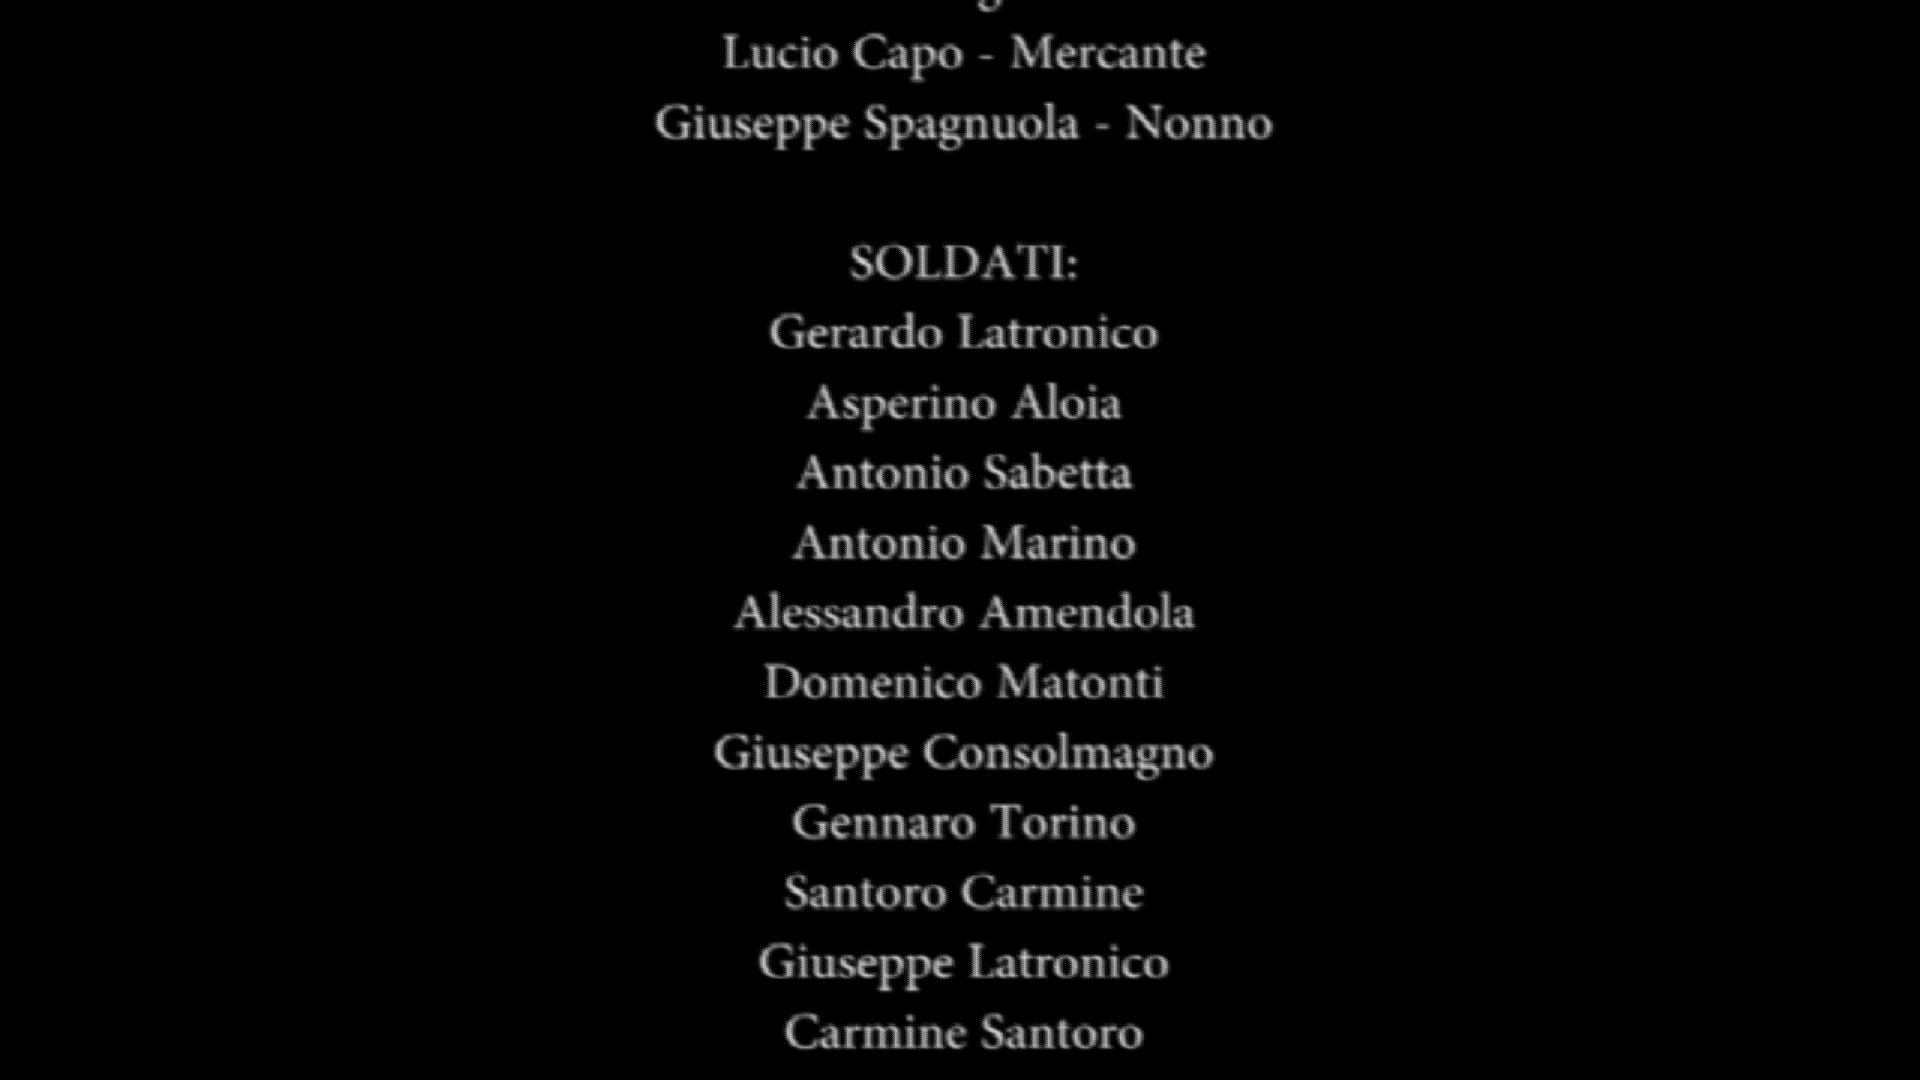 Lucio Capo - Mercante
Giuseppe Spagnuola - Nonno
SOLDATI:
Gerardo Latronico
Asperino Aloia
Antonio Sabetta
Antonio Marino
Alessandro Amendola
Domenico Matonti
Giuseppe Consolmagno
Gennaro Torino
Santoro Carmine
Giuseppe Latronico
Carmine Santoro